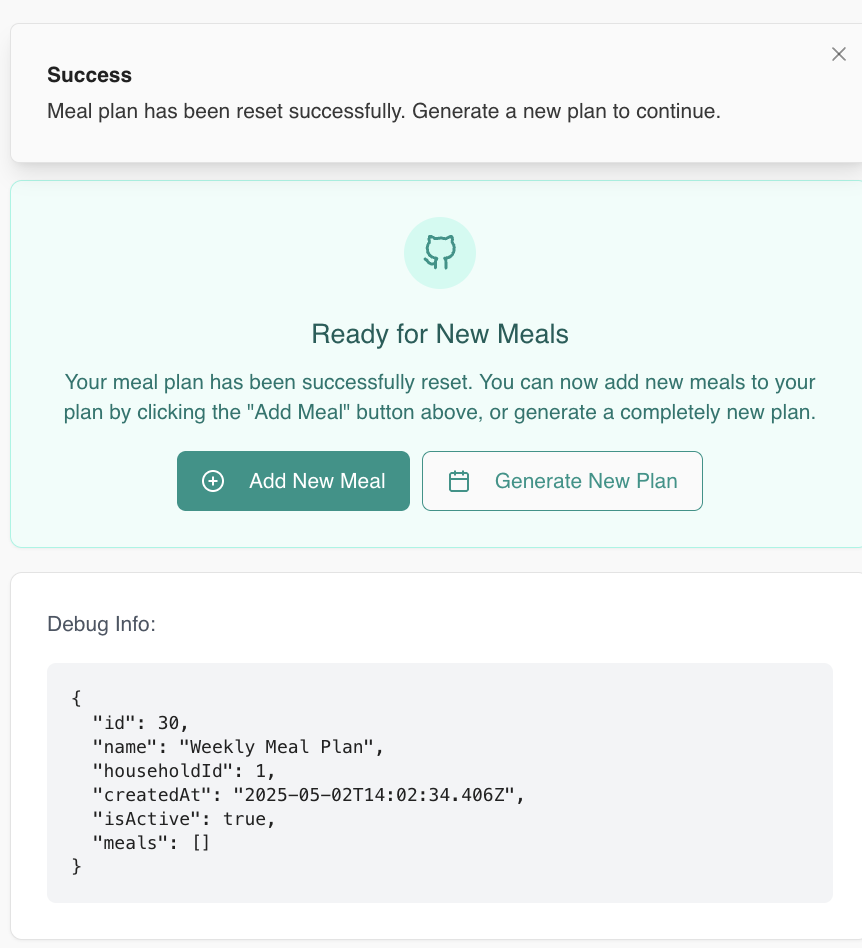 Success
Meal plan has been reset successfully. Generate a new plan to continue.
Ready for New Meals
Your meal plan has been successfully reset. You can now add new meals to your
plan by clicking the "Add Meal" button above, or generate a completely new plan.
Add New Meal
Generate New Plan
Debug Info:
{
  "id": 30,
  "name": "Weekly Meal Plan",
  "householdId": 1,
  "createdAt": "2025-05-02T14:02:34.406Z",
  "isActive": true,
  "meals": []
}